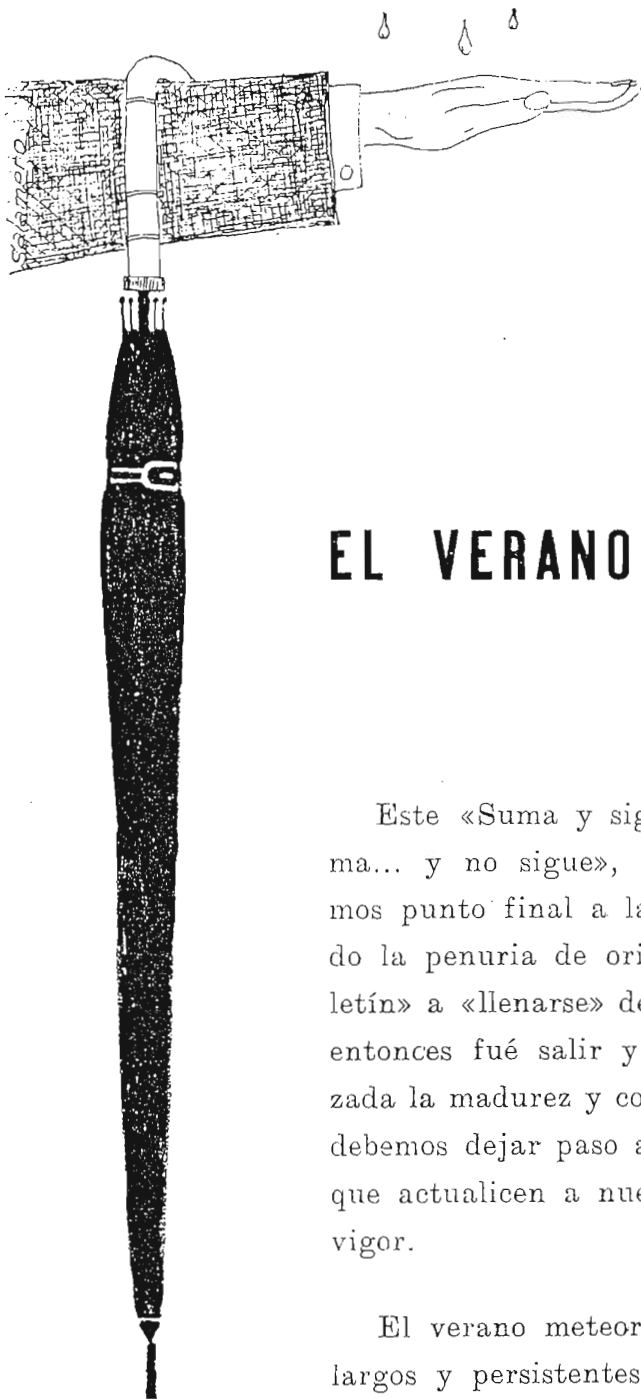 EL VERANO
Este «Suma y sig
ma... y no sigue»,
mos punto final a la
do la penuria de ori
letín» a «llenarse» de
entonces fué salir y
zada la madurez y co
debemos dejar paso a
que actualicen a nue
vigor.
El verano meteor
largos y persistentes